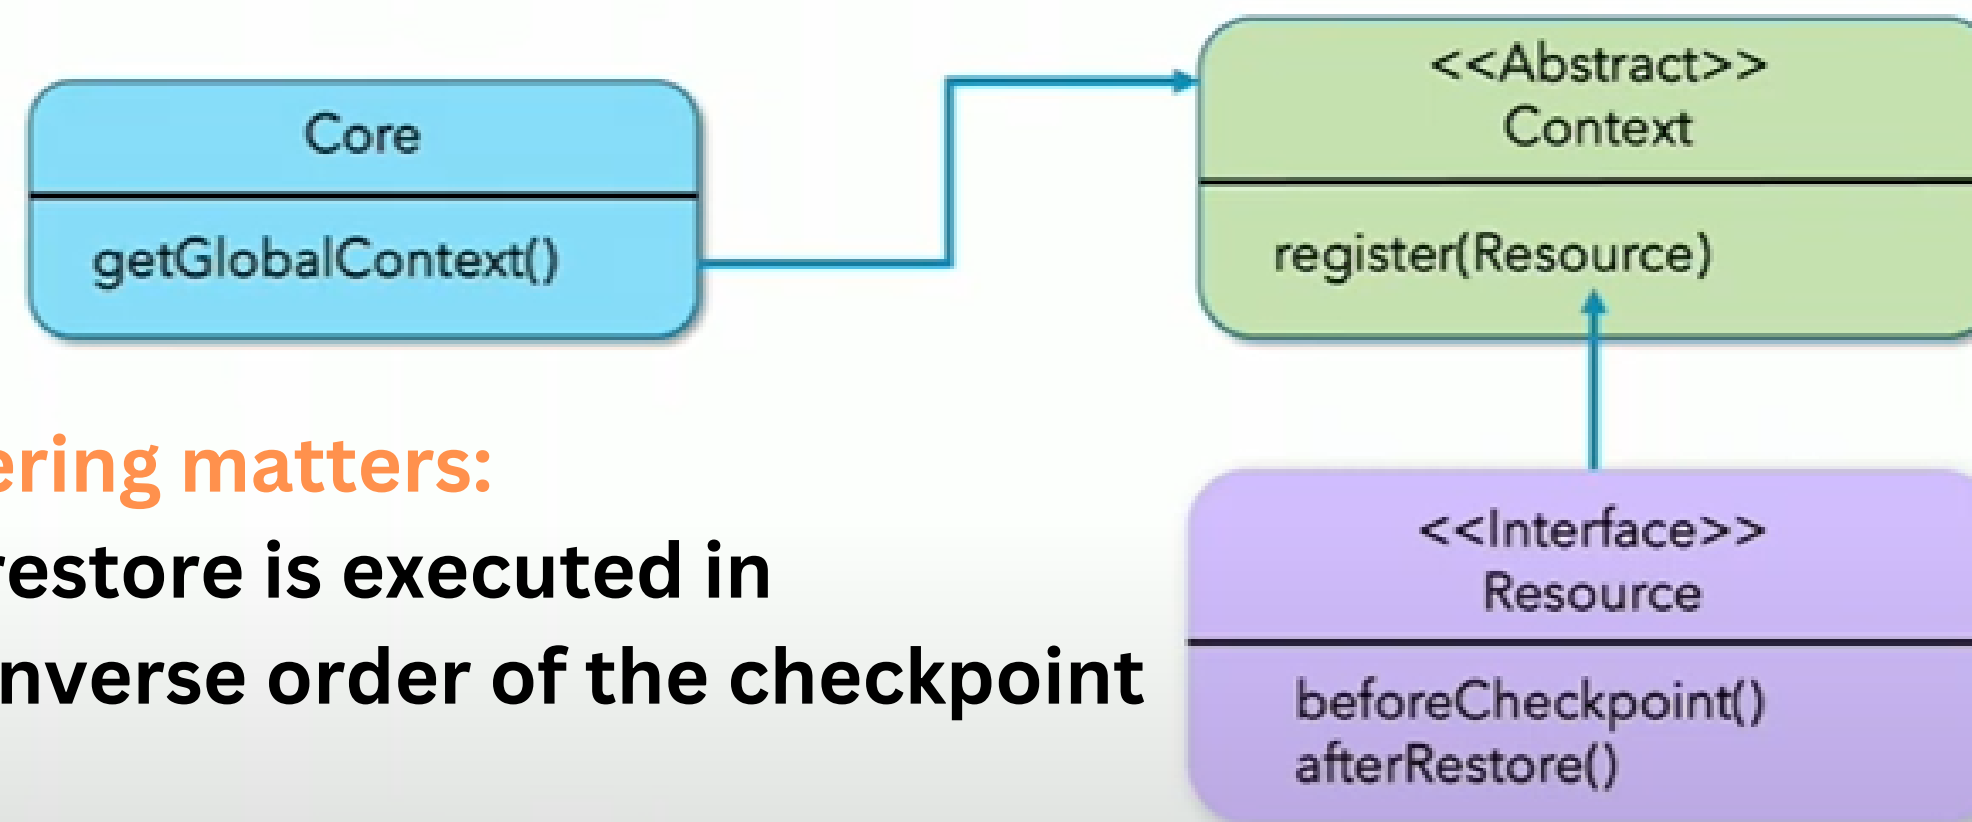 Core
getGlobalContext()
<<Abstract>>
Context
register(Resource)
ering matters:
restore is executed in
nverse order of the checkpoint
<<Interface>>
Resource
beforeCheckpoint()
afterRestore()